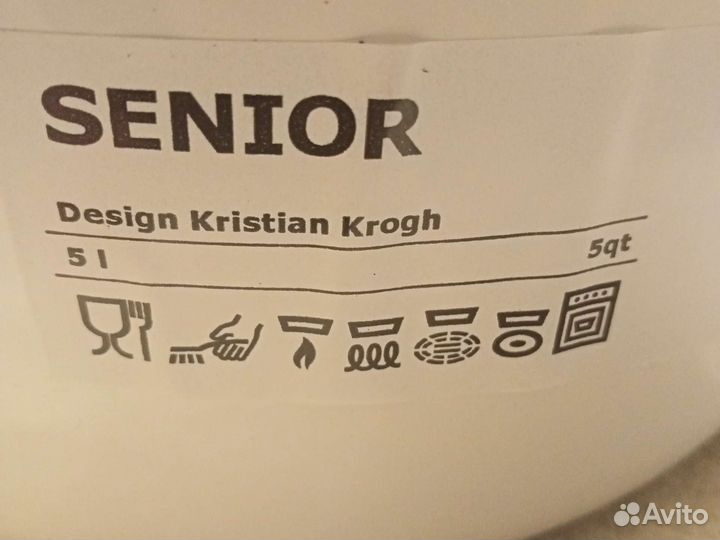 SENIOR
Design Kristian Krogh
5 l 5qt
Avito